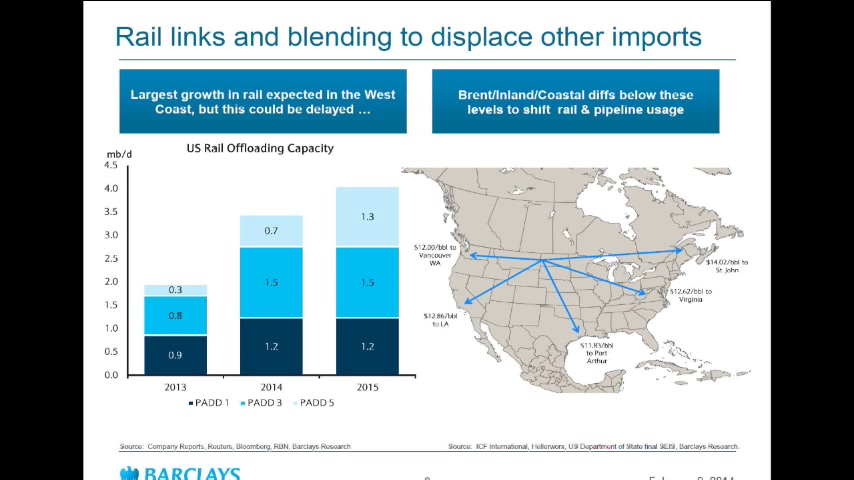 Rail links and blending to displace other imports
Largest growth in rail expected in the West
Coast, but this could be delayed …
Brent/Inland/Coastal diffs below these
levels to shift rail & pipeline usage
US Rail Offloading Capacity
mb/d
4.5
4.0
3.5
3.0
2.5
2.0
1.5
1.0
0.5
0.0
0.3
0.8
0.9
0.7
1.5
1.2
1.3
1.5
1.2
2013
2014
2015
PADD 1
PADD 3
PADD 5
$12.00/bbl to
Vancouver
WA
$14.02/bbl to
St John
$12.62/bbl to
Virginia
$12.86/bbl
to LA
$11.83/bbl
to Port
Arthur
Source: Company Reports, Reuters, Bloomberg, RBN, Barclays Research
Source: ICF International, Hellerworx, US Department of State final SEISI, Barclays Research.
BARCLAYS